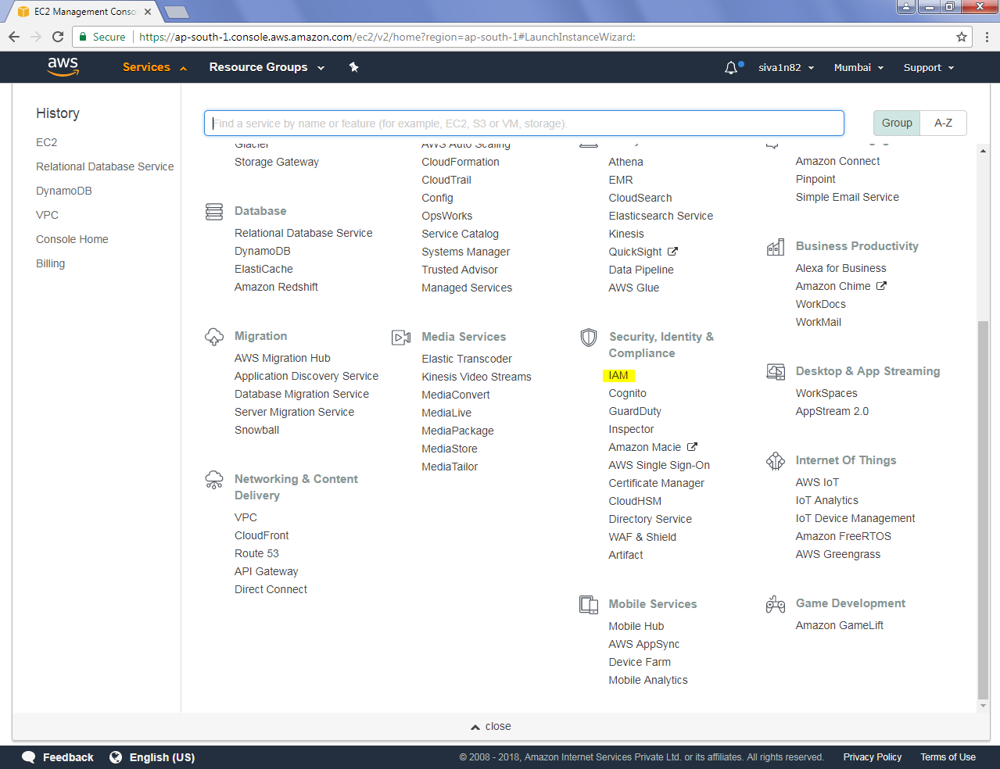 EC2 Management Conso
Secure
https://ap-south-1.console.aws.amazon.com/ec2/v2/home?region=ap-south-1#LaunchInstanceWizard:
aws
Services
Resource Groups
siva1n82
Mumbai
Support
History
EC2
Relational Database Service
DynamoDB
VPC
Console Home
Billing
Find a service by name or feature (for example, EC2, S3 or VM, storage).
Group
A-Z
Glacier
Storage Gateway
Database
Relational Database Service
DynamoDB
ElastiCache
Amazon Redshift
Migration
AWS Migration Hub
Application Discovery Service
Database Migration Service
Server Migration Service
Snowball
Networking & Content
Delivery
VPC
CloudFront
Route 53
API Gateway
Direct Connect
AWS Auto Scaling
CloudFormation
CloudTrail
Config
OpsWorks
Service Catalog
Systems Manager
Trusted Advisor
Managed Services
Media Services
Elastic Transcoder
Kinesis Video Streams
MediaConvert
MediaLive
MediaPackage
MediaStore
MediaTailor
Athena
EMR
CloudSearch
Elasticsearch Service
Kinesis
QuickSight
Data Pipeline
AWS Glue
Security, Identity &
Compliance
IAM
Cognito
GuardDuty
Inspector
Amazon Macie
AWS Single Sign-On
Certificate Manager
CloudHSM
Directory Service
WAF & Shield
Artifact
Mobile Services
Mobile Hub
AWS AppSync
Device Farm
Mobile Analytics
Amazon Connect
Pinpoint
Simple Email Service
Business Productivity
Alexa for Business
Amazon Chime
WorkDocs
WorkMail
Desktop & App Streaming
WorkSpaces
AppStream 2.0
Internet Of Things
AWS IoT
IoT Analytics
IoT Device Management
Amazon FreeRTOS
AWS Greengrass
Game Development
Amazon GameLift
close
Feedback
English (US)
© 2008 - 2018, Amazon Internet Services Private Ltd. or its affiliates. All rights reserved.
Privacy Policy
Terms of Use